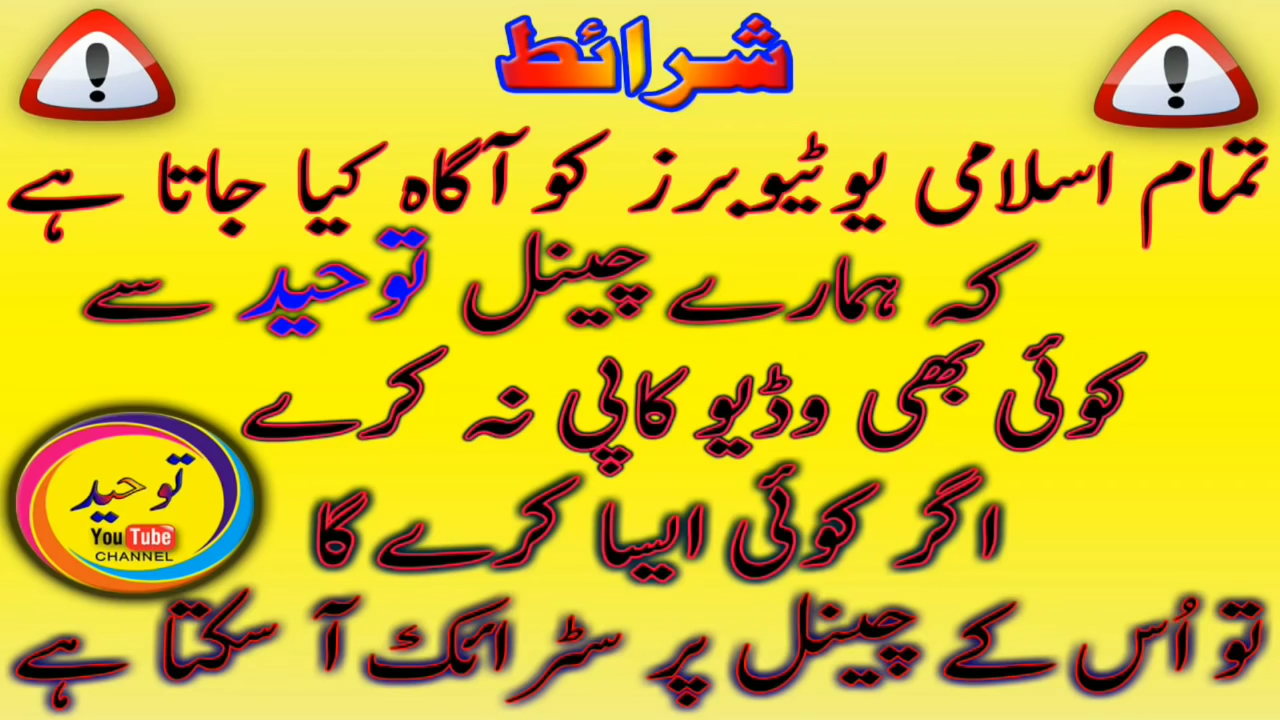 شرائط
تمام اسلامی یوٹیوبرز کو آگاہ کیا جاتا ہے
کہ ہمارے چینل توحید سے
کوئی بھی وڈیو کاپی نہ کرے
اگر کوئی ایسا کرے گا
تو اُس کے چینل پر سٹرائک آ سکتا ہے
توحید
YouTube
CHANNEL